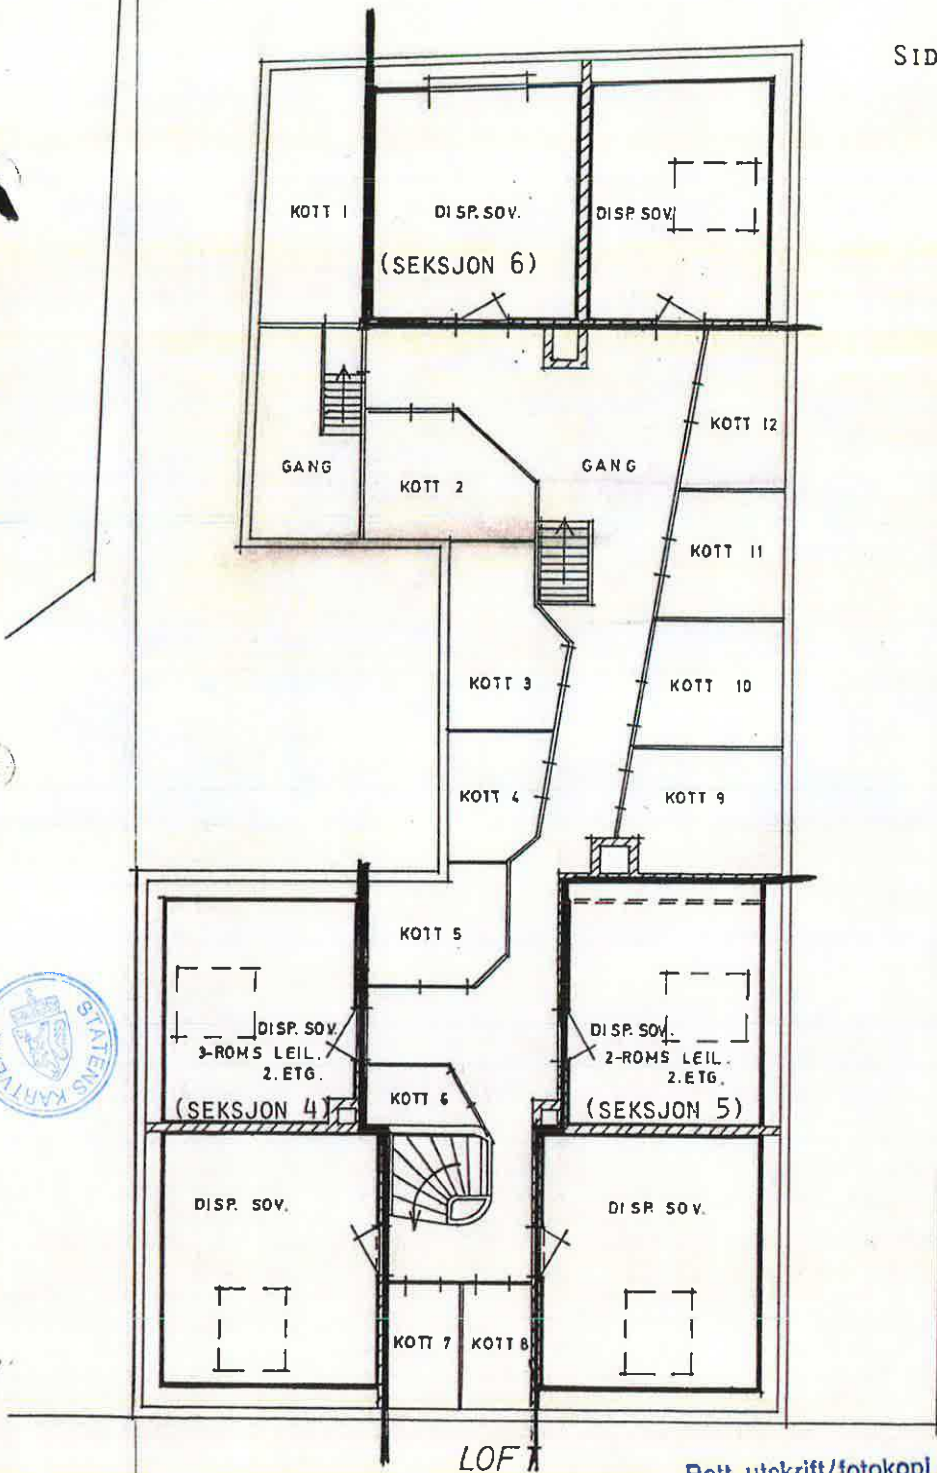 SID
KOTT 1
DISP. SOV.
DISP. SOV.
(SEKSJON 6)
KOTT 12
GANG
KOTT 2
GANG
KOTT 11
KOTT 3
KOTT 10
KOTT 4
KOTT 9
KOTT 5
STATENS KARTV
DISP. SOV.
3-ROMS LEIL.
2. ETG.
(SEKSJON 4)
DISP. SOV.
2-ROMS LEIL.
2. ETG.
(SEKSJON 5)
KOTT 6
DISP. SOV.
DISP. SOV.
KOTT 7
KOTT 8
LOFT
utskrift/fotokopi